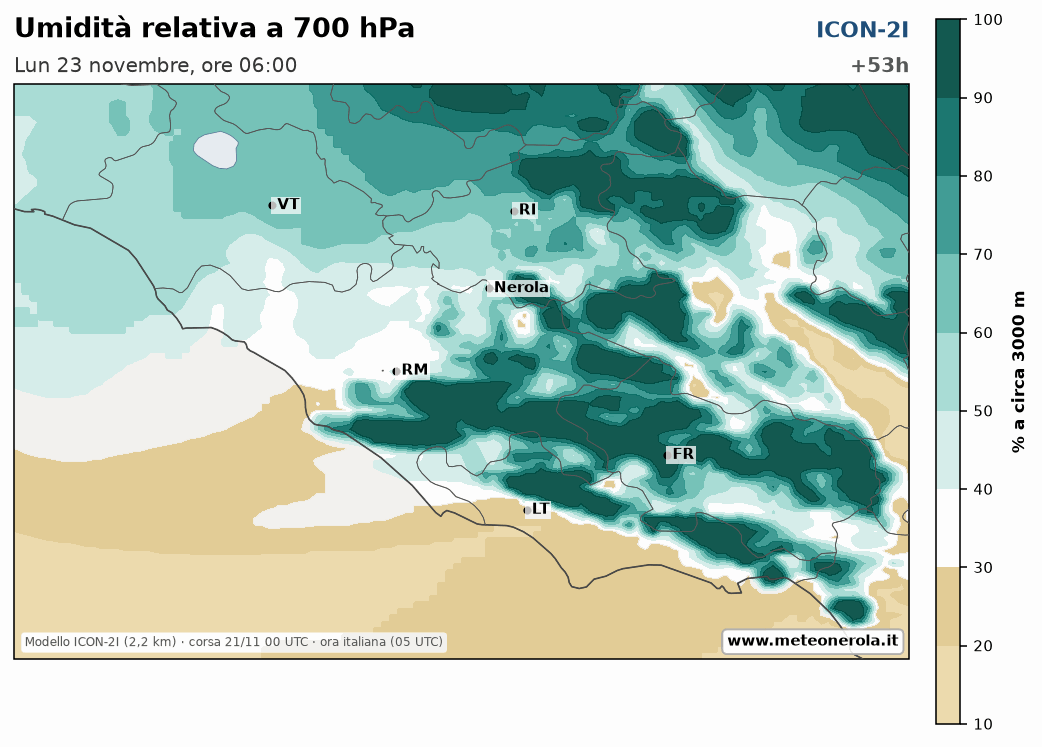 Umidità relativa a 700 hPa
ICON-2I
Lun 23 novembre, ore 06:00
+53h
100
90
80
70
60
50
40
30
20
10
% a circa 3000 m
VT
RI
Nerola
RM
FR
LT
Modello ICON-2I (2,2 km) · corsa 21/11 00 UTC · ora italiana (05 UTC)
www.meteonerola.it